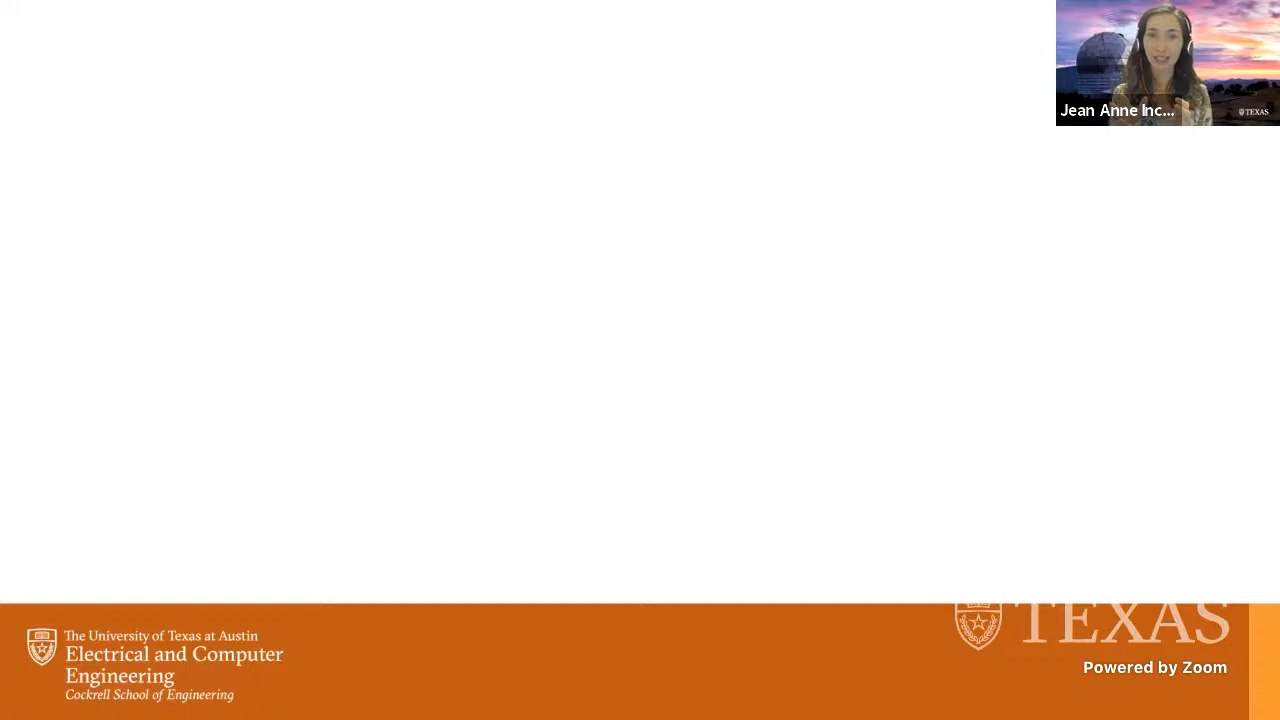 Jean Anne Inc...
TEXAS
The University of Texas at Austin
Electrical and Computer
Engineering
Cockrell School of Engineering
TEXAS
Powered by Zoom